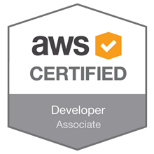 aws
CERTIFIED
Developer
Associate